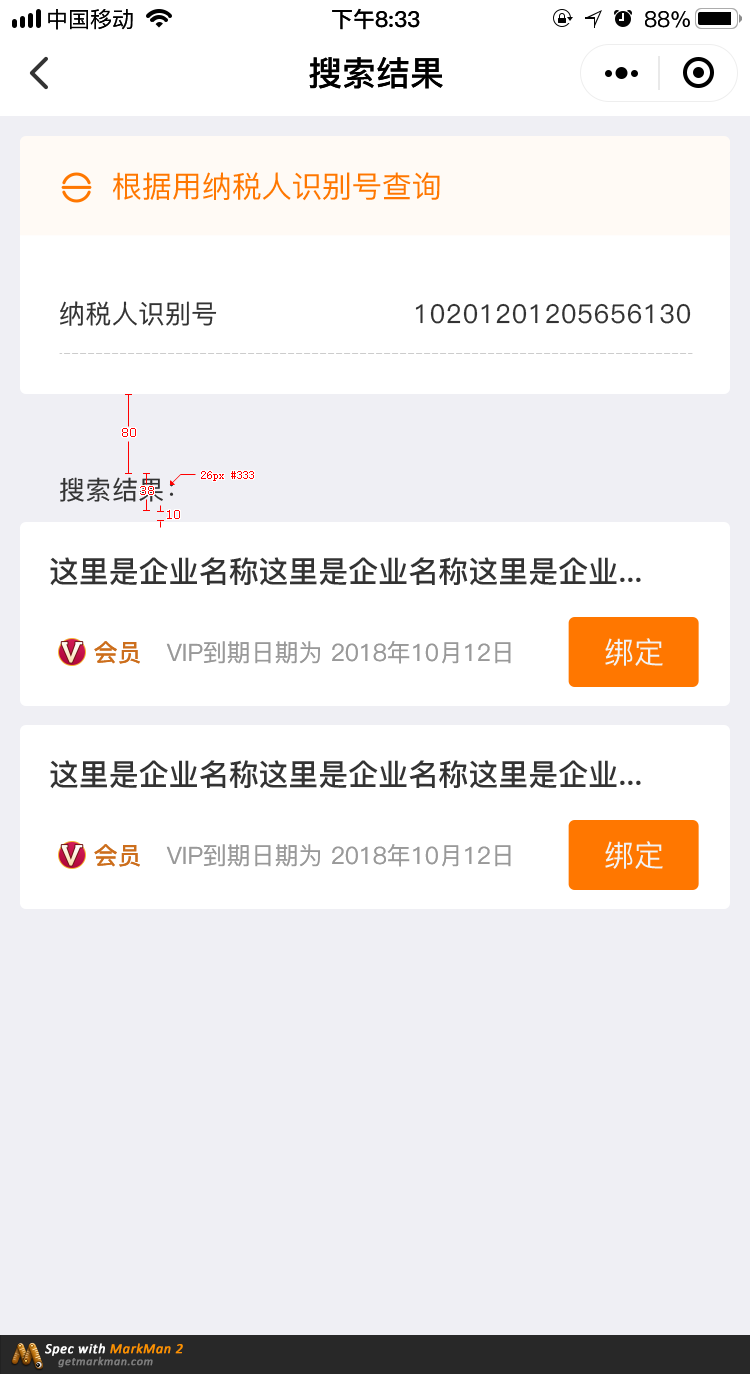 中国移动 下午8:33 88%
搜索结果
根据用纳税人识别号查询
纳税人识别号 10201201205656130
80
26px #333
搜索结果：
38
10
这里是企业名称这里是企业名称这里是企业...
V 会员 VIP到期日期为 2018年10月12日 绑定
这里是企业名称这里是企业名称这里是企业...
V 会员 VIP到期日期为 2018年10月12日 绑定
Spec with MarkMan 2
getmarkman.com